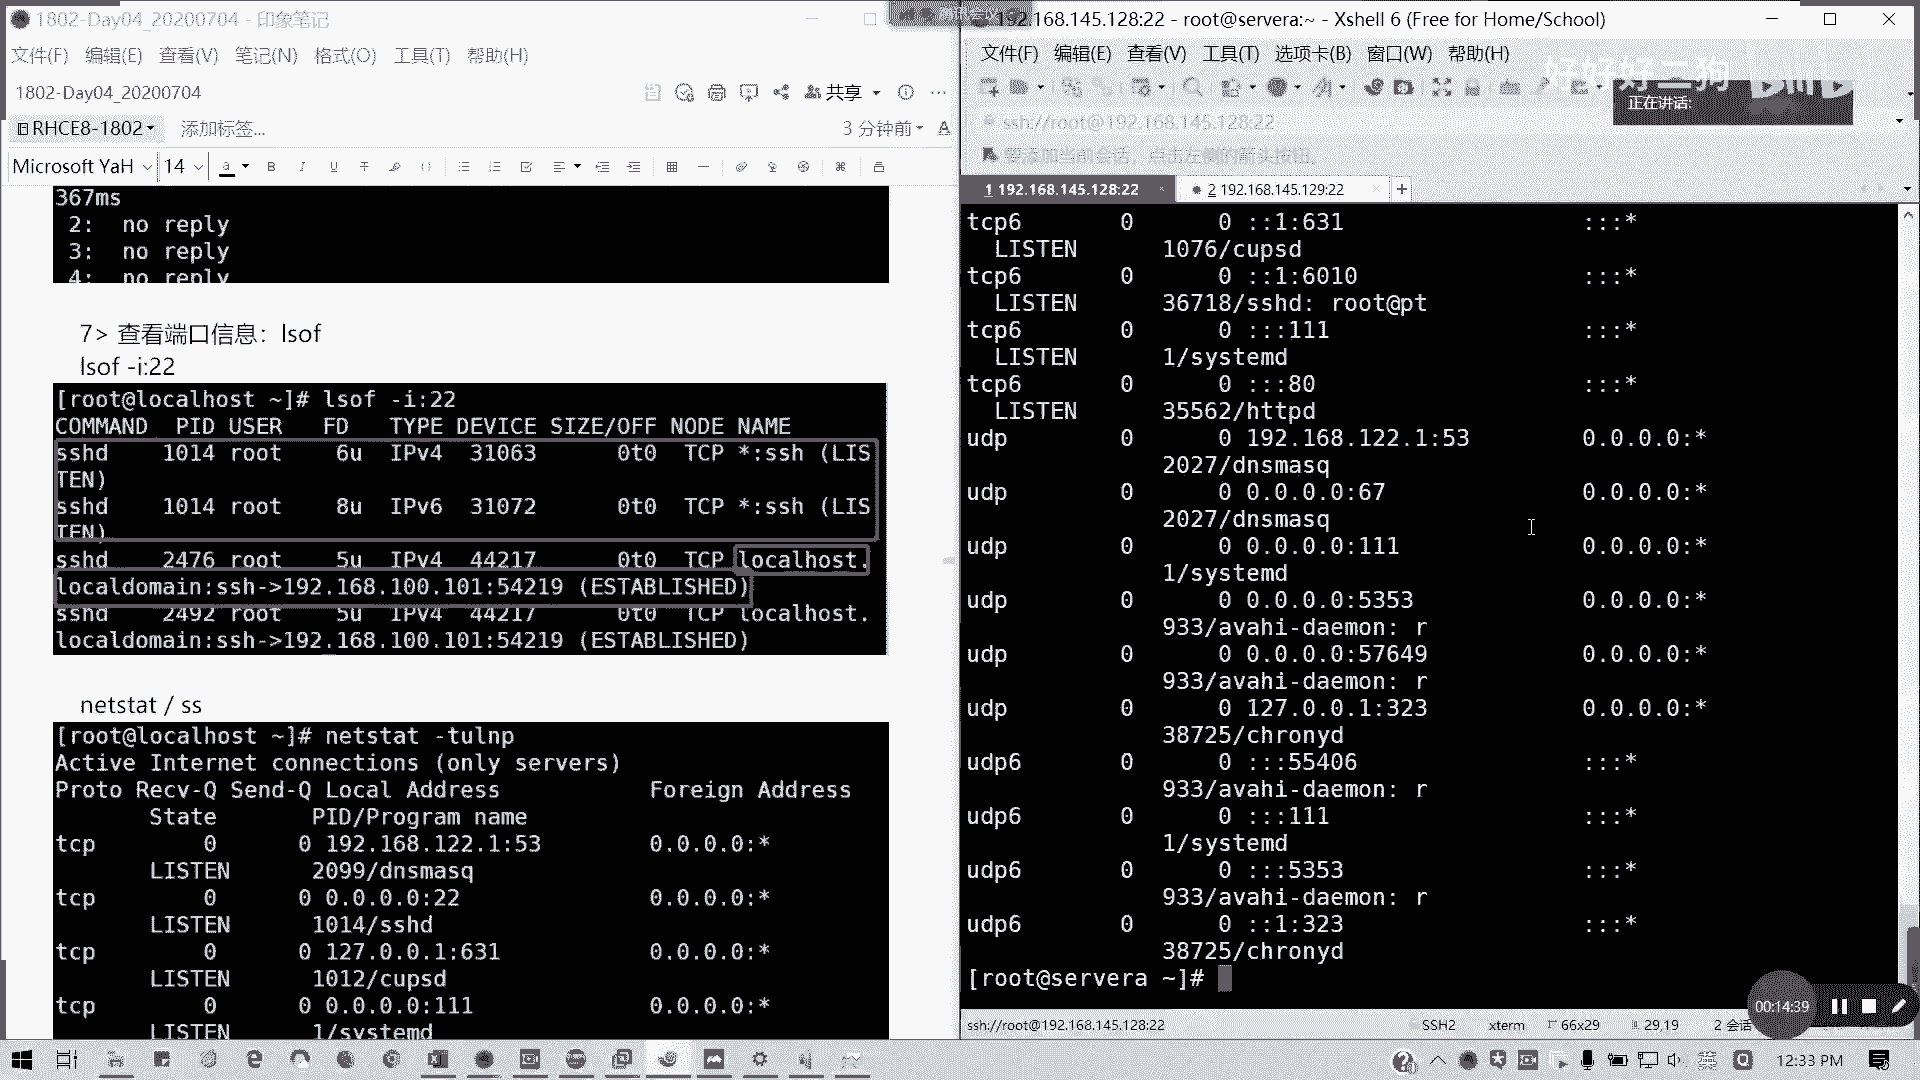 1802-Day04_20200704 - 印象笔记
文件(F) 编辑(E) 查看(V) 笔记(N) 格式(O) 工具(T) 帮助(H)
1802-Day04_20200704
共享
RHCE8-1802
添加标签...
3 分钟前
Microsoft YaH 14
367ms
2:  no reply
3:  no reply
4:  no reply
7> 查看端口信息：lsof
lsof -i:22
[root@localhost ~]# lsof -i:22
COMMAND  PID USER   FD   TYPE DEVICE SIZE/OFF NODE NAME
sshd    1014 root    6u  IPv4  31063      0t0  TCP *:ssh (LIS
TEN)
sshd    1014 root    8u  IPv6  31072      0t0  TCP *:ssh (LIS
TEN)
sshd    2476 root    5u  IPv4  44217      0t0  TCP localhost.
localdomain:ssh->192.168.100.101:54219 (ESTABLISHED)
sshd    2492 root    5u  IPv4  44217      0t0  TCP localhost.
localdomain:ssh->192.168.100.101:54219 (ESTABLISHED)
netstat / ss
[root@localhost ~]# netstat -tulnp
Active Internet connections (only servers)
Proto Recv-Q Send-Q Local Address           Foreign Address
State       PID/Program name
tcp        0      0 192.168.122.1:53        0.0.0.0:*
LISTEN      2099/dnsmasq
tcp        0      0 0.0.0.0:22              0.0.0.0:*
LISTEN      1014/sshd
tcp        0      0 127.0.0.1:631           0.0.0.0:*
LISTEN      1012/cupsd
tcp        0      0 0.0.0.0:111             0.0.0.0:*
LISTEN      1/systemd
192.168.145.128:22 - root@servera:~ - Xshell 6 (Free for Home/School)
文件(F) 编辑(E) 查看(V) 工具(T) 选项卡(B) 窗口(W) 帮助(H)
好好好二狗
正在讲话:
ssh://root@192.168.145.128:22
要添加当前会话，点击左侧的箭头按钮。
1 192.168.145.128:22
2 192.168.145.129:22
tcp6       0      0 ::1:631                 :::*
LISTEN      1076/cupsd
tcp6       0      0 ::1:6010                :::*
LISTEN      36718/sshd: root@pt
tcp6       0      0 :::111                  :::*
LISTEN      1/systemd
tcp6       0      0 :::80                   :::*
LISTEN      35562/httpd
udp        0      0 192.168.122.1:53        0.0.0.0:*
2027/dnsmasq
udp        0      0 0.0.0.0:67              0.0.0.0:*
2027/dnsmasq
udp        0      0 0.0.0.0:111             0.0.0.0:*
1/systemd
udp        0      0 0.0.0.0:5353            0.0.0.0:*
933/avahi-daemon: r
udp        0      0 0.0.0.0:57649           0.0.0.0:*
933/avahi-daemon: r
udp        0      0 127.0.0.1:323           0.0.0.0:*
38725/chronyd
udp6       0      0 :::55406                :::*
933/avahi-daemon: r
udp6       0      0 :::111                  :::*
1/systemd
udp6       0      0 :::5353                 :::*
933/avahi-daemon: r
udp6       0      0 ::1:323                 :::*
38725/chronyd
[root@servera ~]#
00:14:39
ssh://root@192.168.145.128:22 SSH2 xterm 66x29 29,19 2 会话
英
12:33 PM